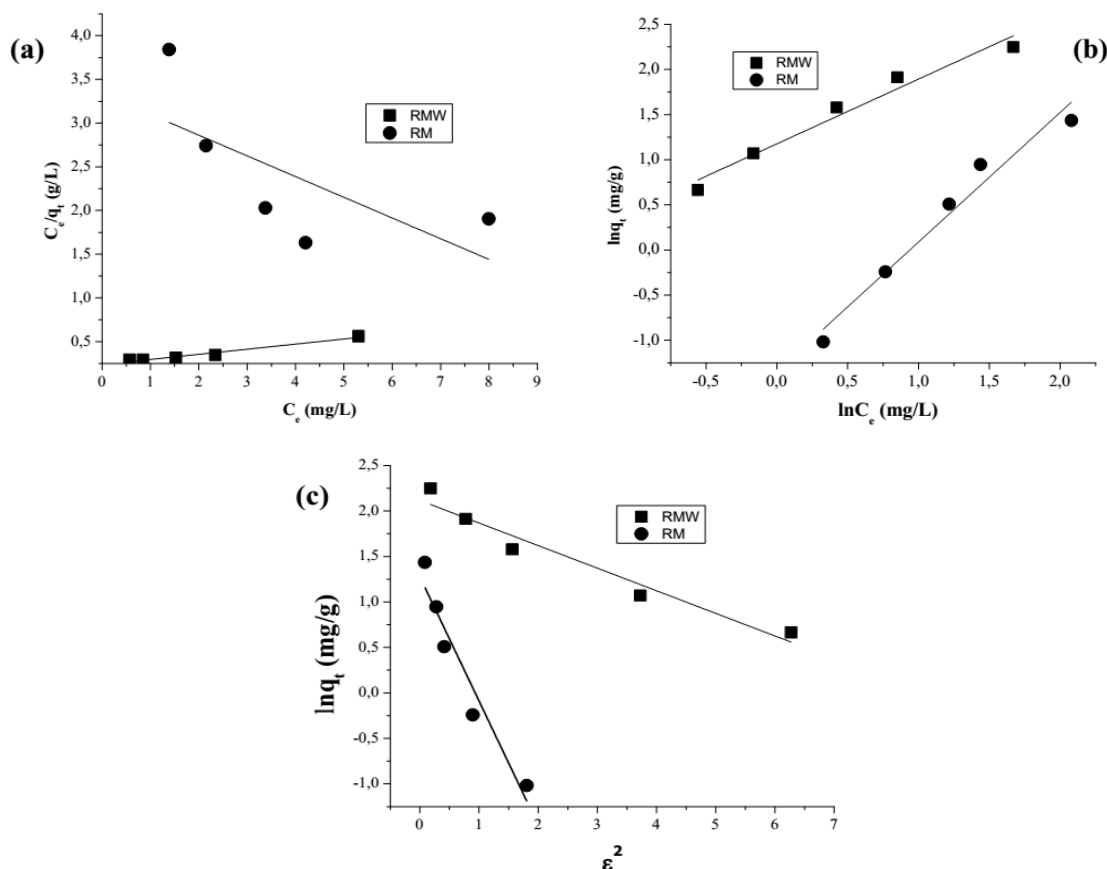 (a)
4,0
3,5
3,0
2,5
2,0
1,5
1,0
0,5
C_e/q_t (g/L)
RMW
RM
0 1 2 3 4 5 6 7 8 9
C_e (mg/L)
(b)
2,5
2,0
1,5
1,0
0,5
0,0
-0,5
-1,0
lnq_t (mg/g)
RMW
RM
-0,5 0,0 0,5 1,0 1,5 2,0
lnC_e (mg/L)
(c)
2,5
2,0
1,5
1,0
0,5
0,0
-0,5
-1,0
lnq_t (mg/g)
RMW
RM
0 1 2 3 4 5 6 7
ε²